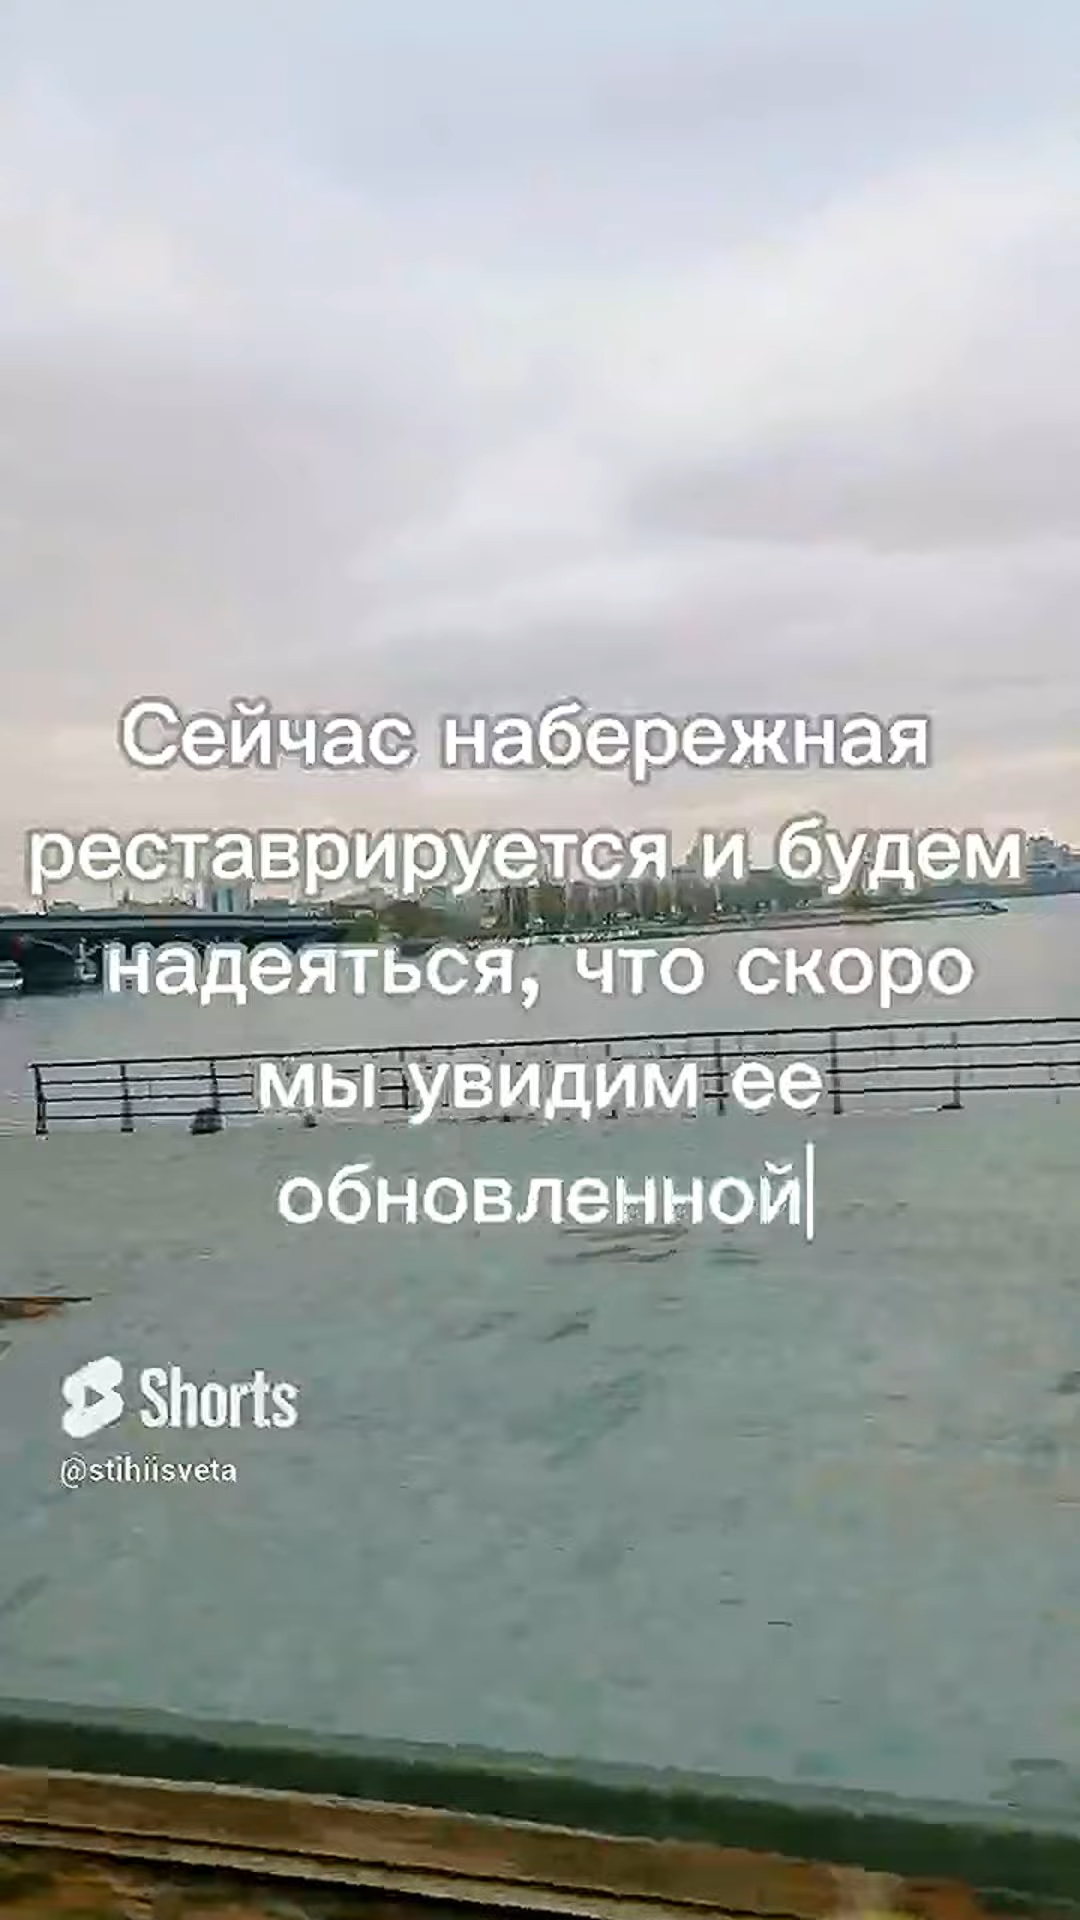 Сейчас набережная
реставрируется и будем
надеяться, что скоро
мы увидим ее
обновленной
Shorts
@stihiisveta